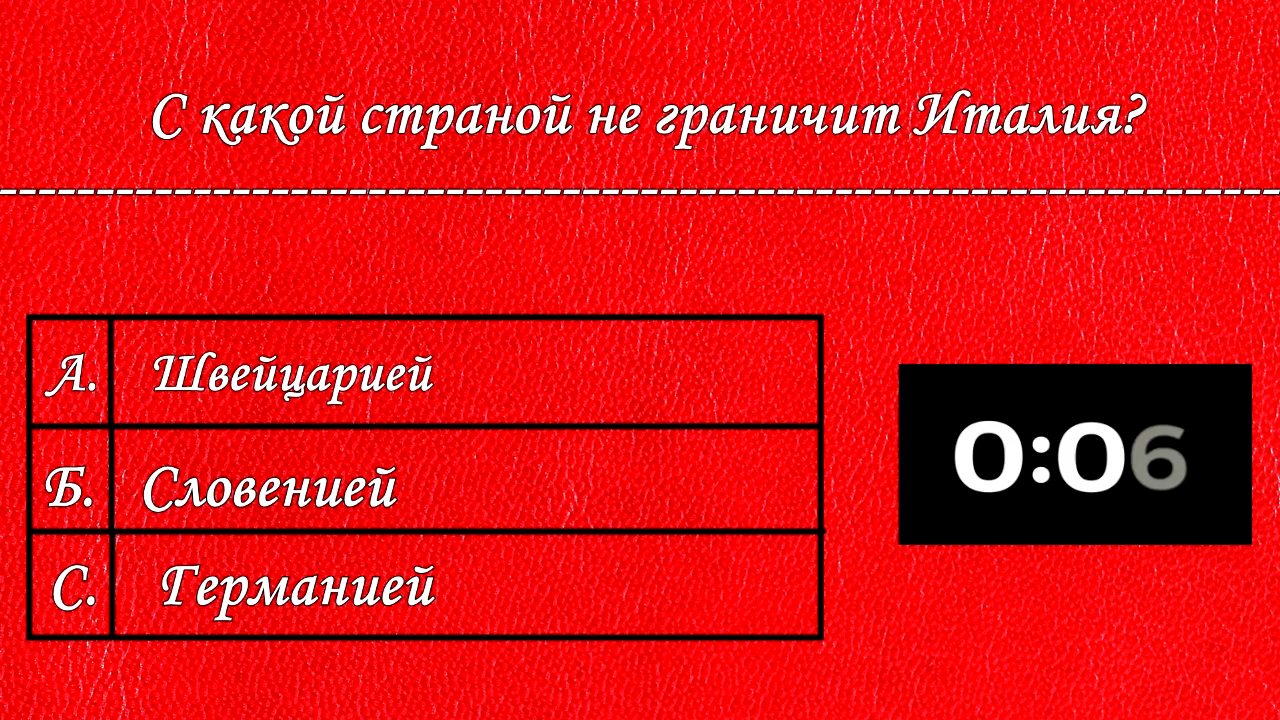 С какой страной не граничит Италия?
А. Швейцарией
Б. Словенией
С. Германией
0:06